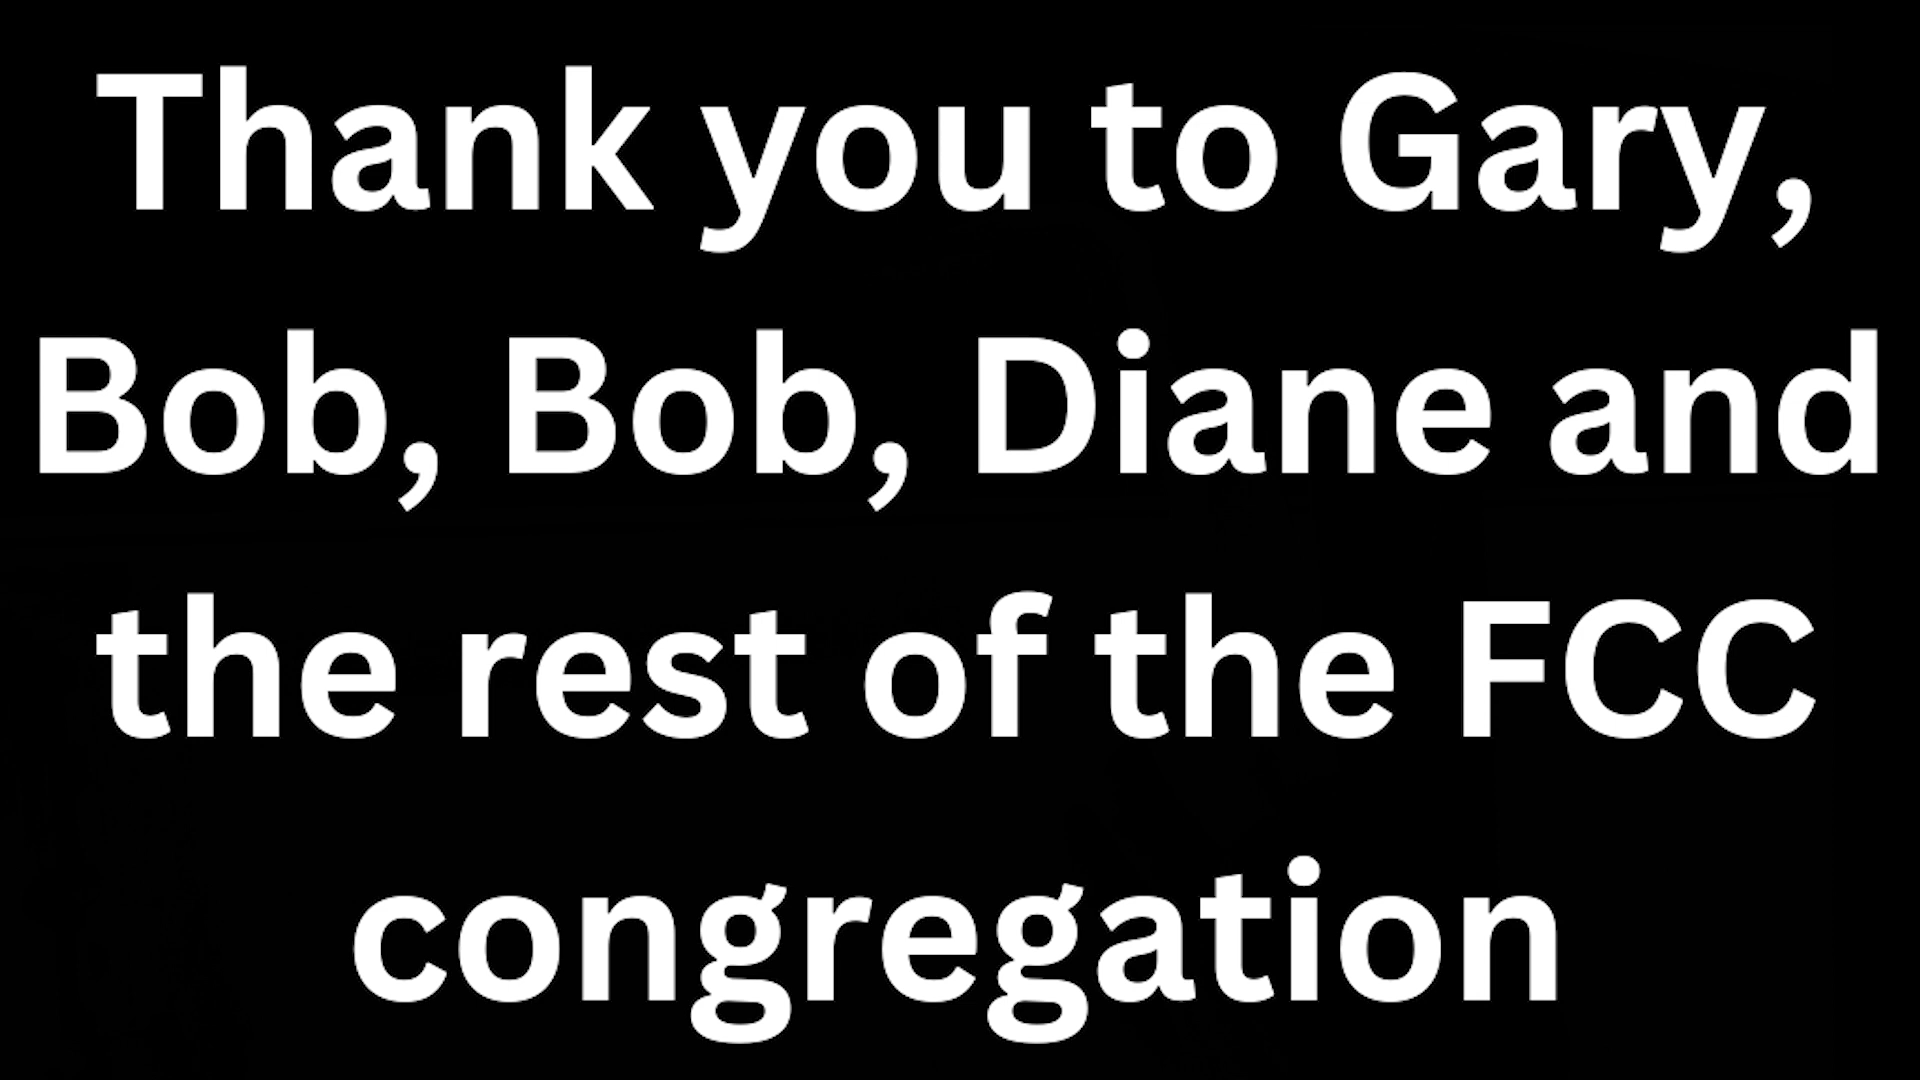 Thank you to Gary,
Bob, Bob, Diane and
the rest of the FCC
congregation